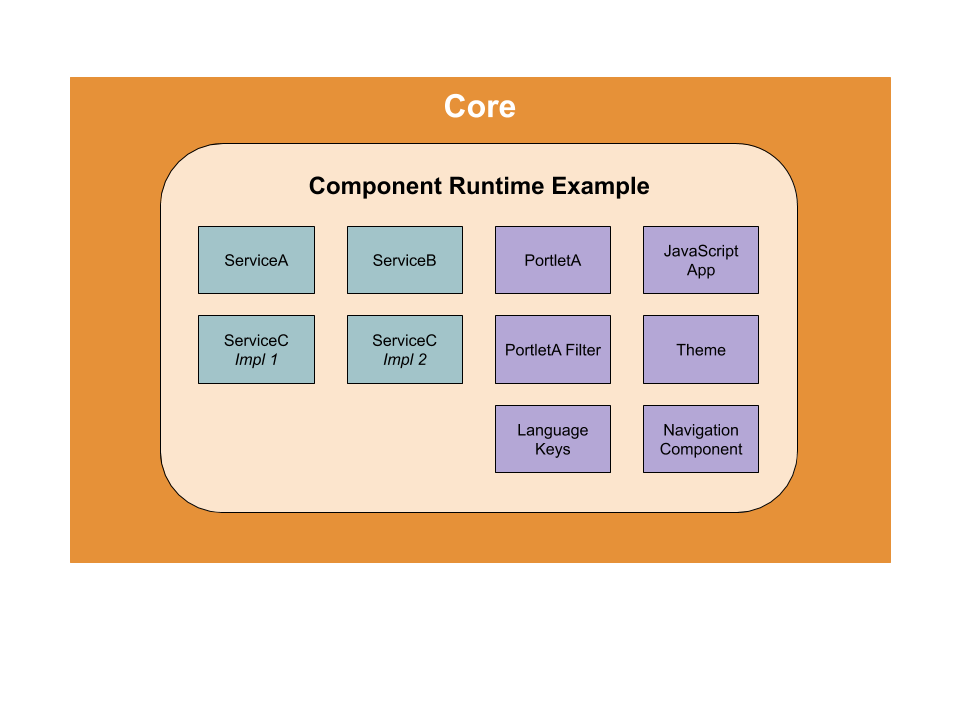 Core
Component Runtime Example
ServiceA
ServiceB
PortletA
JavaScript
App
ServiceC
Impl 1
ServiceC
Impl 2
PortletA Filter
Theme
Language
Keys
Navigation
Component